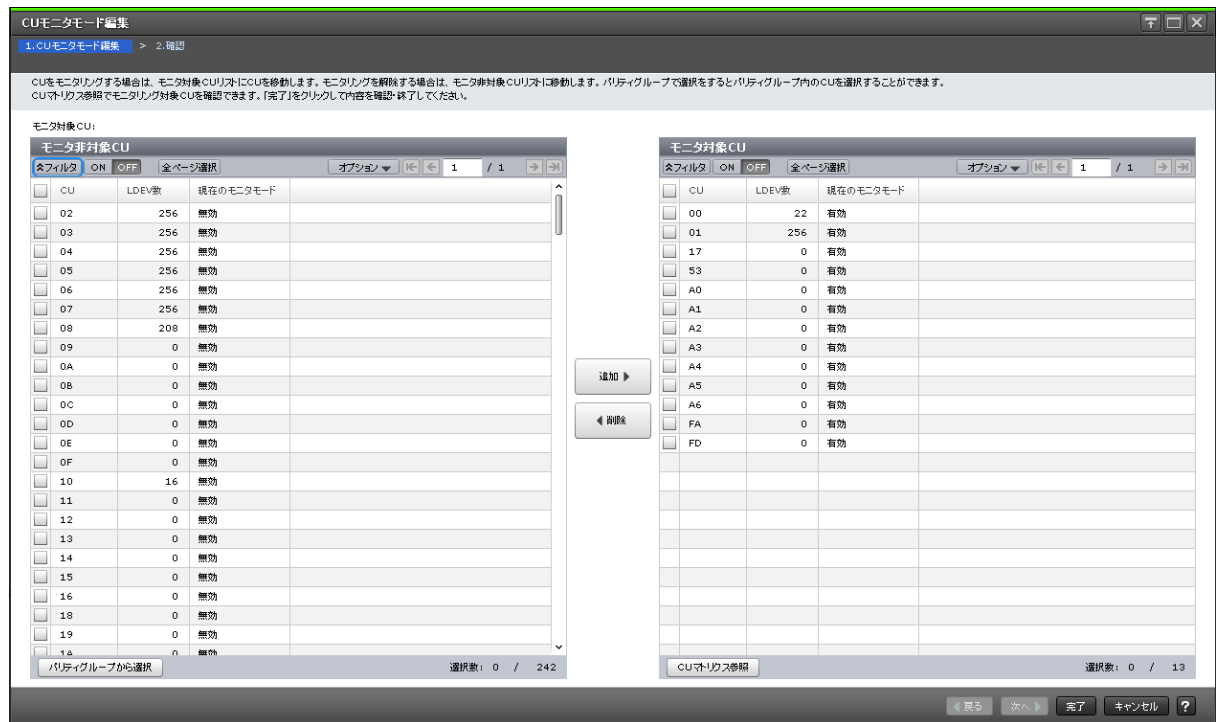 CUモニタモード編集
1.CUモニタモード編集 > 2.確認
CUをモニタリングする場合は、モニタ対象CUリストにCUを移動します。モニタリングを解除する場合は、モニタ非対象CUリストに移動します。パリティグループで選択をするとパリティグループ内のCUを選択することができます。
CUマトリクス参照でモニタリング対象CUを確認できます。「完了」をクリックして内容を確認・終了してください。
モニタ対象CU:
モニタ非対象CU
フィルタ ON OFF 全ページ選択 オプション 1 / 1
CU LDEV数 現在のモニタモード
02 256 無効
03 256 無効
04 256 無効
05 256 無効
06 256 無効
07 256 無効
08 208 無効
09 0 無効
0A 0 無効
0B 0 無効
0C 0 無効
0D 0 無効
0E 0 無効
0F 0 無効
10 16 無効
11 0 無効
12 0 無効
13 0 無効
14 0 無効
15 0 無効
16 0 無効
18 0 無効
19 0 無効
1A 0 無効
パリティグループから選択 選択数: 0 / 242
追加
削除
モニタ対象CU
フィルタ ON OFF 全ページ選択 オプション 1 / 1
CU LDEV数 現在のモニタモード
00 22 有効
01 256 有効
17 0 有効
53 0 有効
A0 0 有効
A1 0 有効
A2 0 有効
A3 0 有効
A4 0 有効
A5 0 有効
A6 0 有効
FA 0 有効
FD 0 有効
CUマトリクス参照 選択数: 0 / 13
戻る 次へ 完了 キャンセル ?